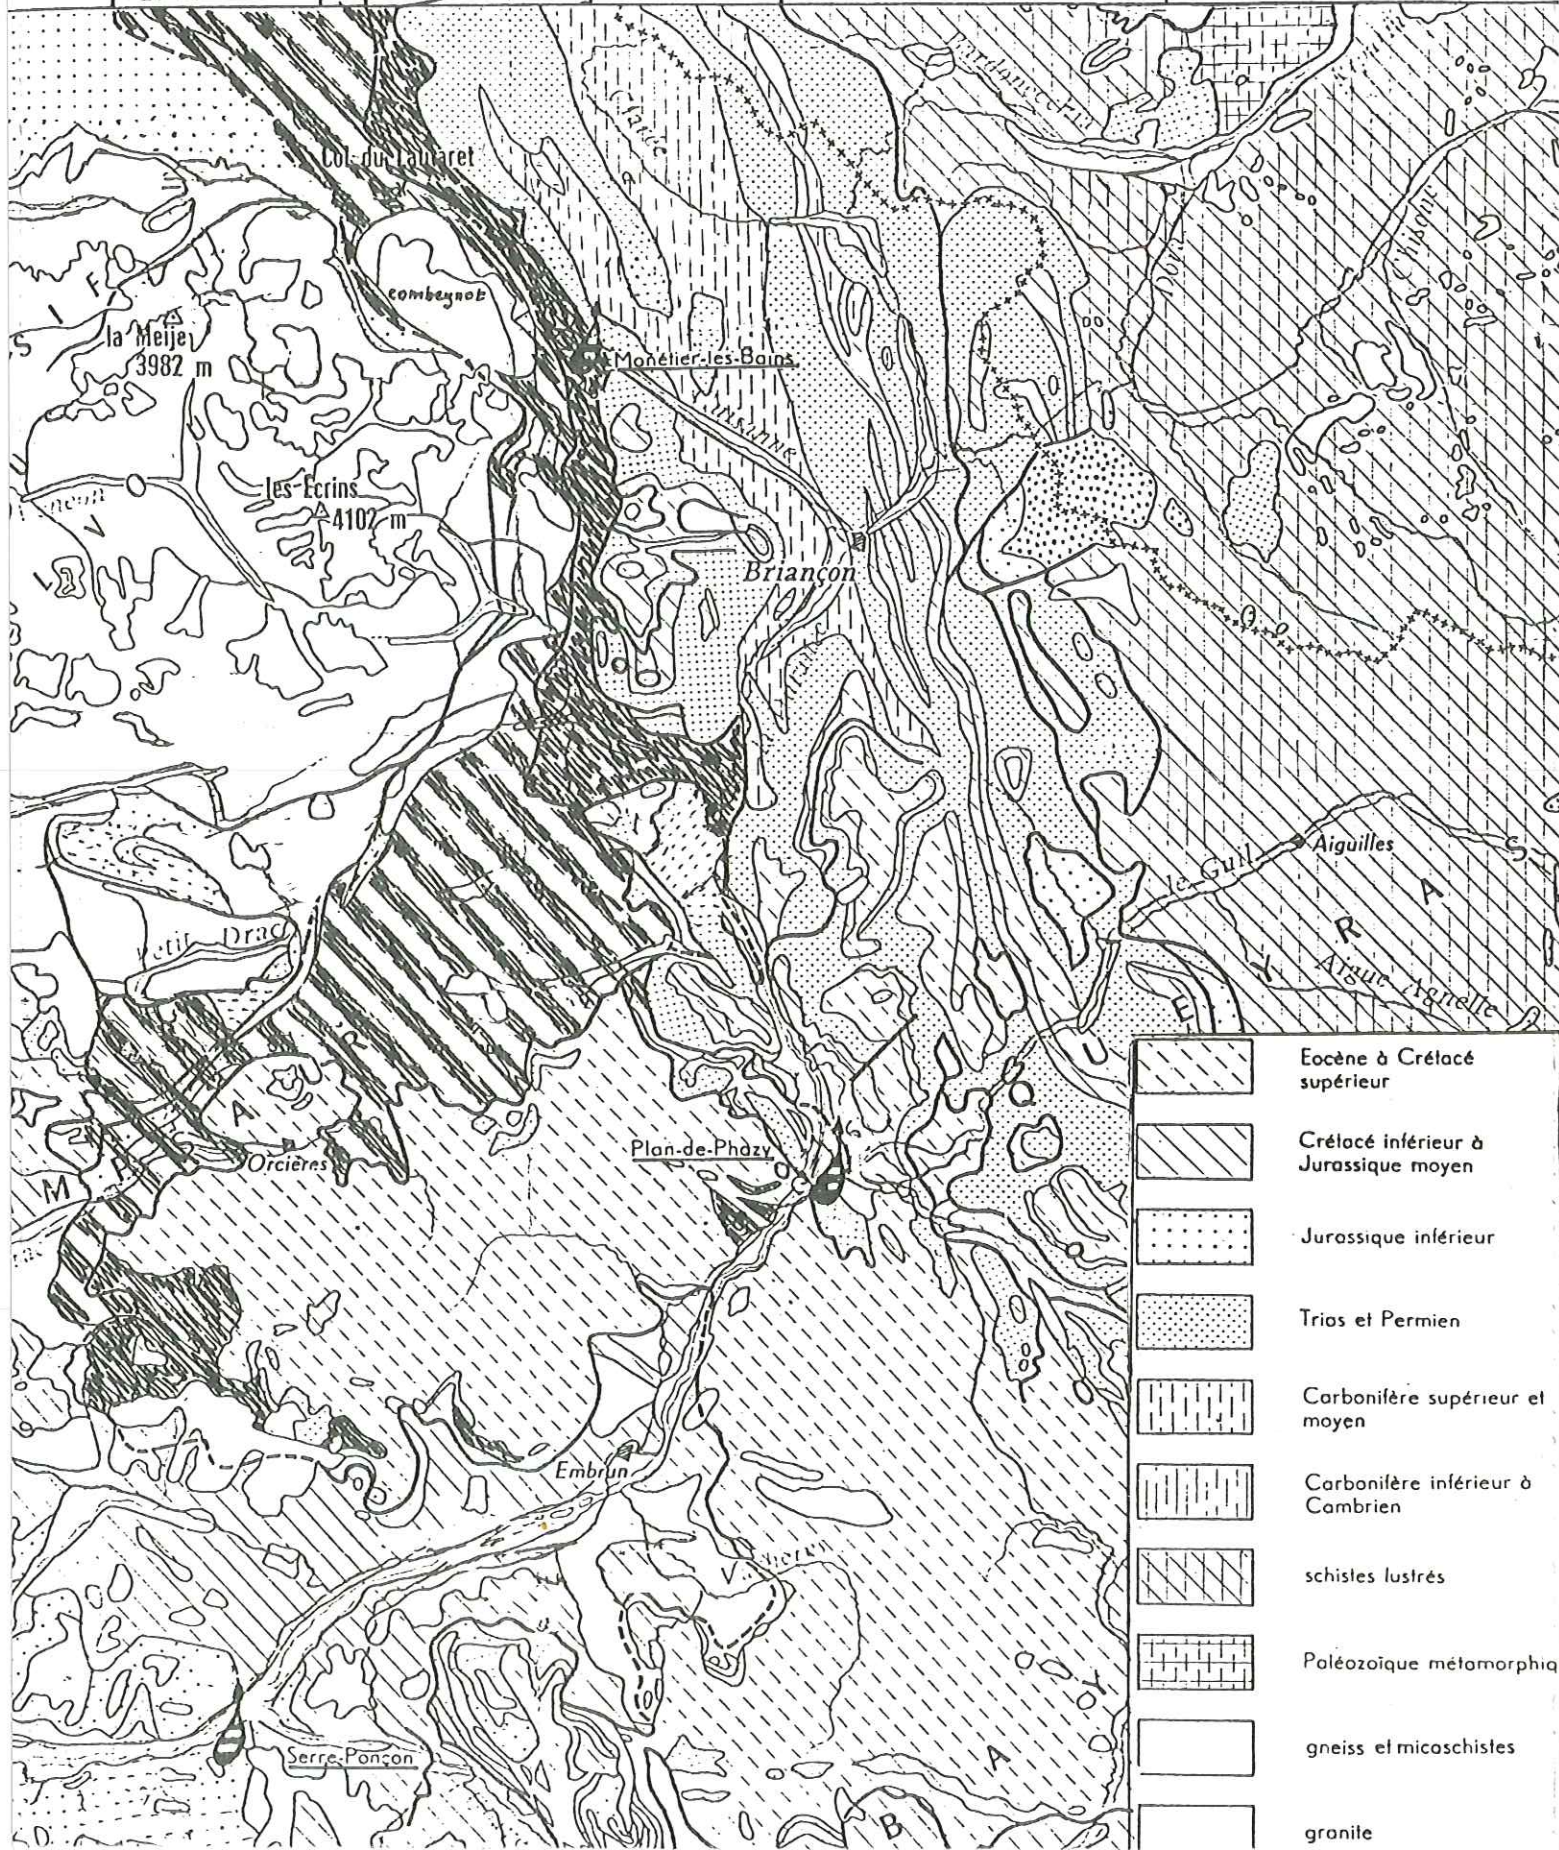 Col du Lautaret
combeynot
la Meije
3982 m
Monêtier-les-Bains
les Ecrins
4102 m
Briançon
Aiguilles
le Guil
Petit Drac
Aigue Agnelle
Plan-de-Phazy
Orcières
Embrun
Serre-Ponçon
Eocène à Crétacé
supérieur
Crétacé inférieur à
Jurassique moyen
Jurassique inférieur
Trias et Permien
Carbonifère supérieur et
moyen
Carbonifère inférieur à
Cambrien
schistes lustrés
Paléozoïque métamorphiq
gneiss et micaschistes
granite